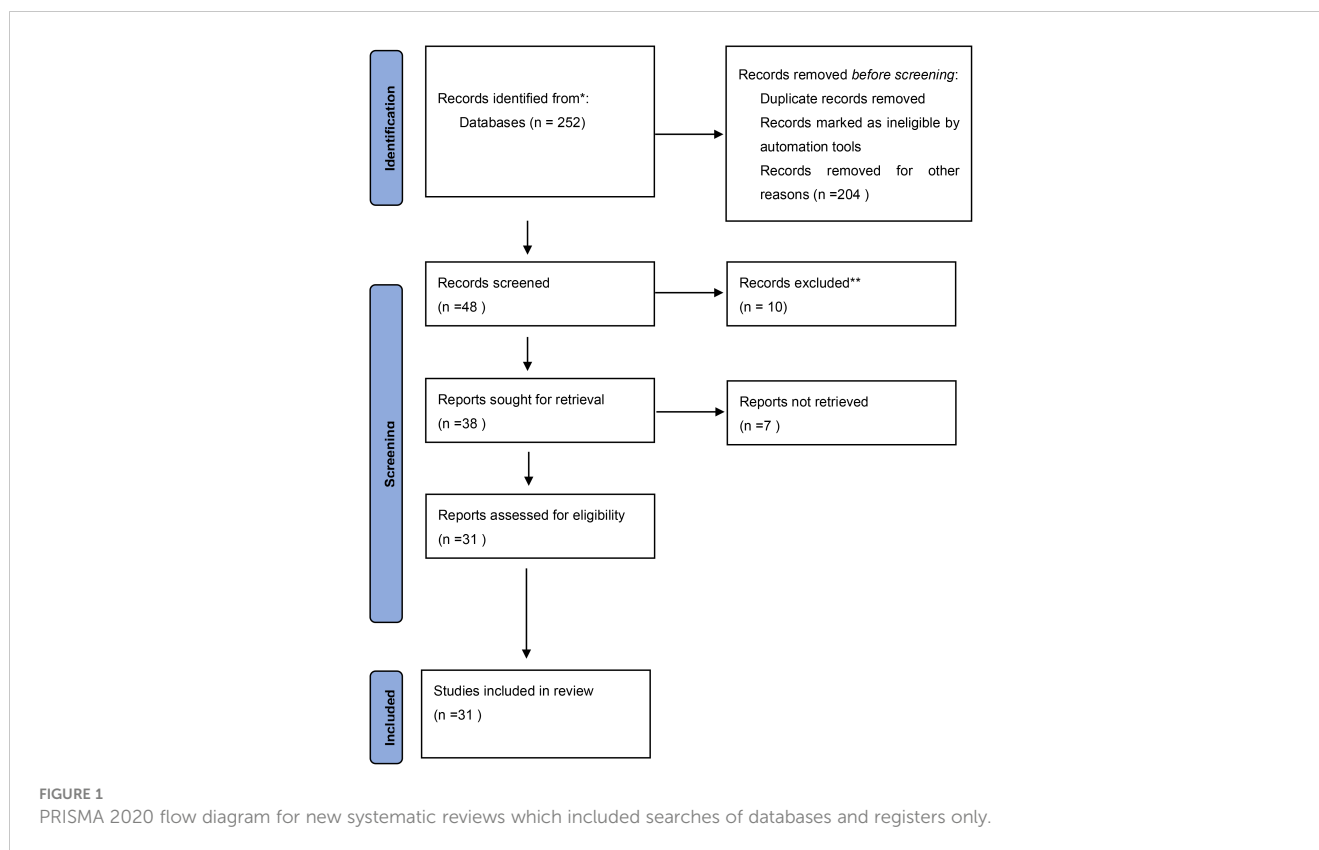 Identification
Records identified from*:
Databases (n = 252)
Records removed before screening:
Duplicate records removed
Records marked as ineligible by
automation tools
Records removed for other
reasons (n =204 )
Screening
Records screened
(n =48 )
Records excluded**
(n = 10)
Reports sought for retrieval
(n =38 )
Reports not retrieved
(n =7 )
Reports assessed for eligibility
(n =31 )
Included
Studies included in review
(n =31 )
FIGURE 1
PRISMA 2020 flow diagram for new systematic reviews which included searches of databases and registers only.